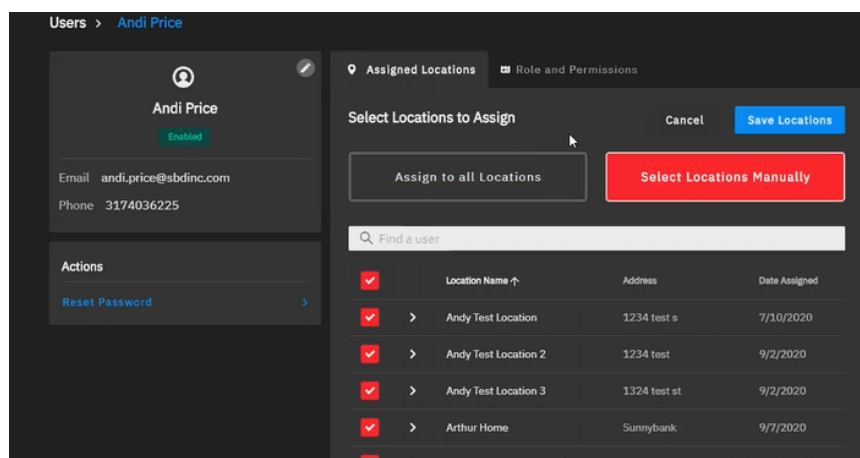 Users > Andi Price
Andi Price
Enabled
Email andi.price@sbdinc.com
Phone 3174036225
Actions
Reset Password >
Assigned Locations Role and Permissions
Select Locations to Assign Cancel Save Locations
Assign to all Locations Select Locations Manually
Find a user
Location Name ↑ Address Date Assigned
> Andy Test Location 1234 test s 7/10/2020
> Andy Test Location 2 1234 test 9/2/2020
> Andy Test Location 3 1324 test st 9/2/2020
> Arthur Home Sunnybank 9/7/2020